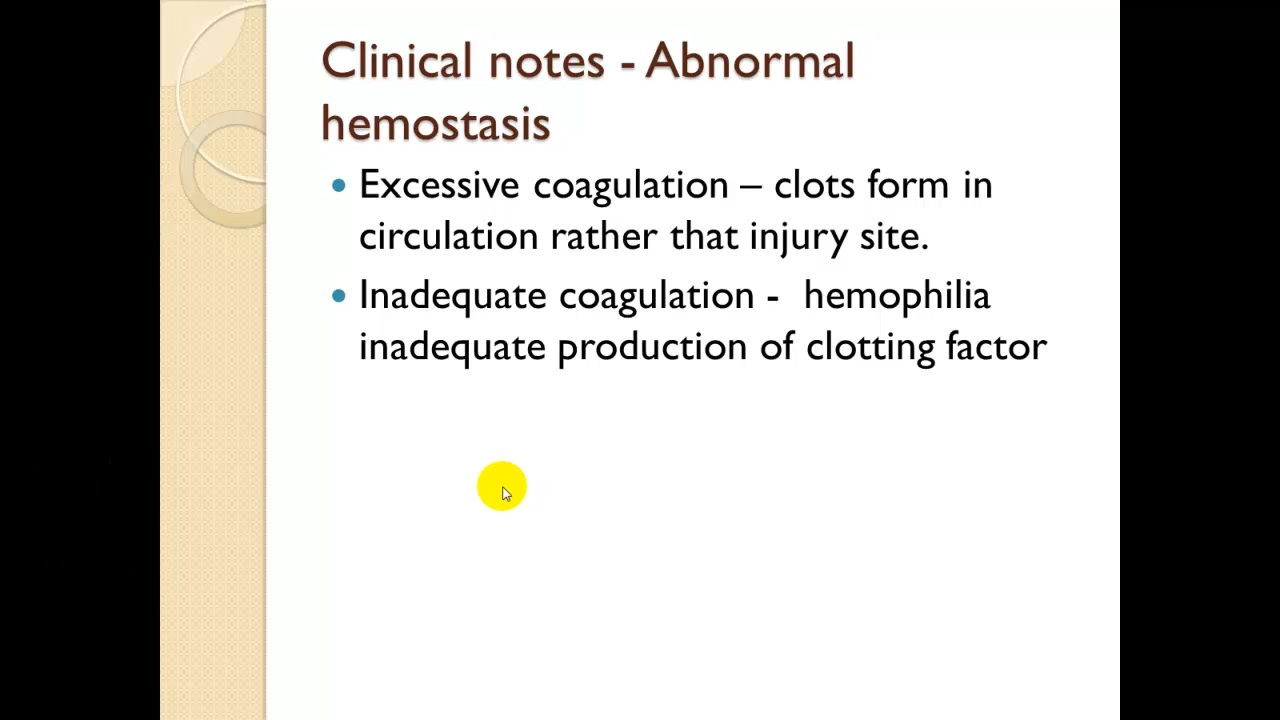 Clinical notes - Abnormal
hemostasis
Excessive coagulation – clots form in
circulation rather that injury site.
Inadequate coagulation -  hemophilia
inadequate production of clotting factor